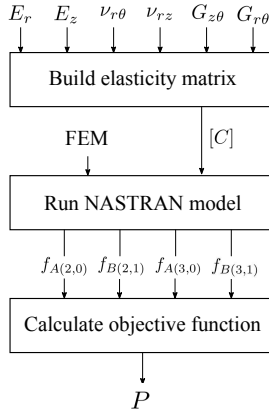 E_r E_z ν_{rθ} ν_{rz} G_{zθ} G_{rθ}
Build elasticity matrix
[C]
FEM
Run NASTRAN model
f_{A(2,0)} f_{B(2,1)} f_{A(3,0)} f_{B(3,1)}
Calculate objective function
P